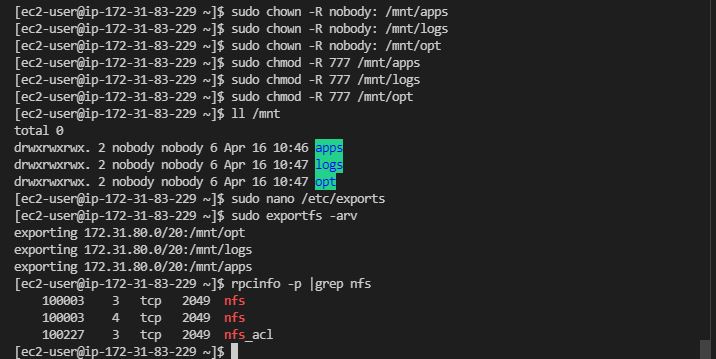 [ec2-user@ip-172-31-83-229 ~]$ sudo chown -R nobody: /mnt/apps
[ec2-user@ip-172-31-83-229 ~]$ sudo chown -R nobody: /mnt/logs
[ec2-user@ip-172-31-83-229 ~]$ sudo chown -R nobody: /mnt/opt
[ec2-user@ip-172-31-83-229 ~]$ sudo chmod -R 777 /mnt/apps
[ec2-user@ip-172-31-83-229 ~]$ sudo chmod -R 777 /mnt/logs
[ec2-user@ip-172-31-83-229 ~]$ sudo chmod -R 777 /mnt/opt
[ec2-user@ip-172-31-83-229 ~]$ ll /mnt
total 0
drwxrwxrwx. 2 nobody nobody 6 Apr 16 10:46 apps
drwxrwxrwx. 2 nobody nobody 6 Apr 16 10:47 logs
drwxrwxrwx. 2 nobody nobody 6 Apr 16 10:47 opt
[ec2-user@ip-172-31-83-229 ~]$ sudo nano /etc/exports
[ec2-user@ip-172-31-83-229 ~]$ sudo exportfs -arv
exporting 172.31.80.0/20:/mnt/opt
exporting 172.31.80.0/20:/mnt/logs
exporting 172.31.80.0/20:/mnt/apps
[ec2-user@ip-172-31-83-229 ~]$ rpcinfo -p |grep nfs
    100003    3   tcp   2049  nfs
    100003    4   tcp   2049  nfs
    100227    3   tcp   2049  nfs_acl
[ec2-user@ip-172-31-83-229 ~]$